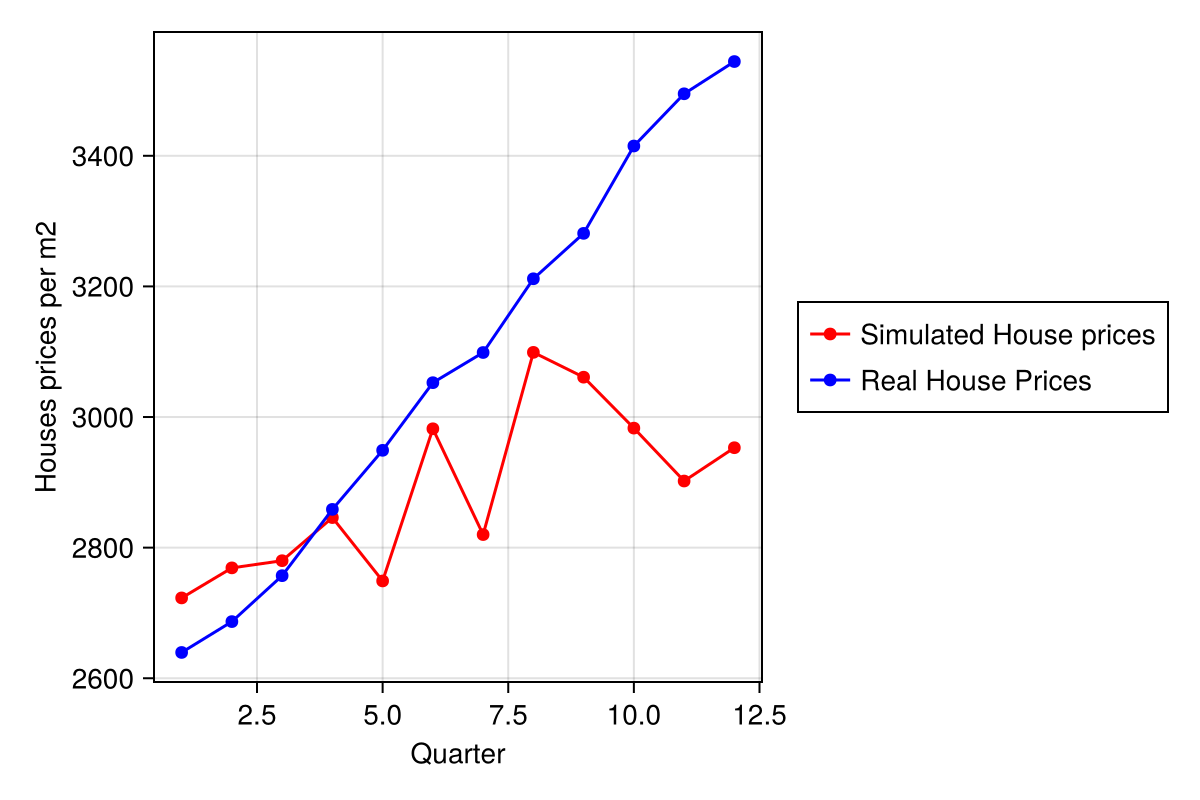 3400
3200
3000
2800
2600
Houses prices per m2
2.5 5.0 7.5 10.0 12.5
Quarter
Simulated House prices
Real House Prices